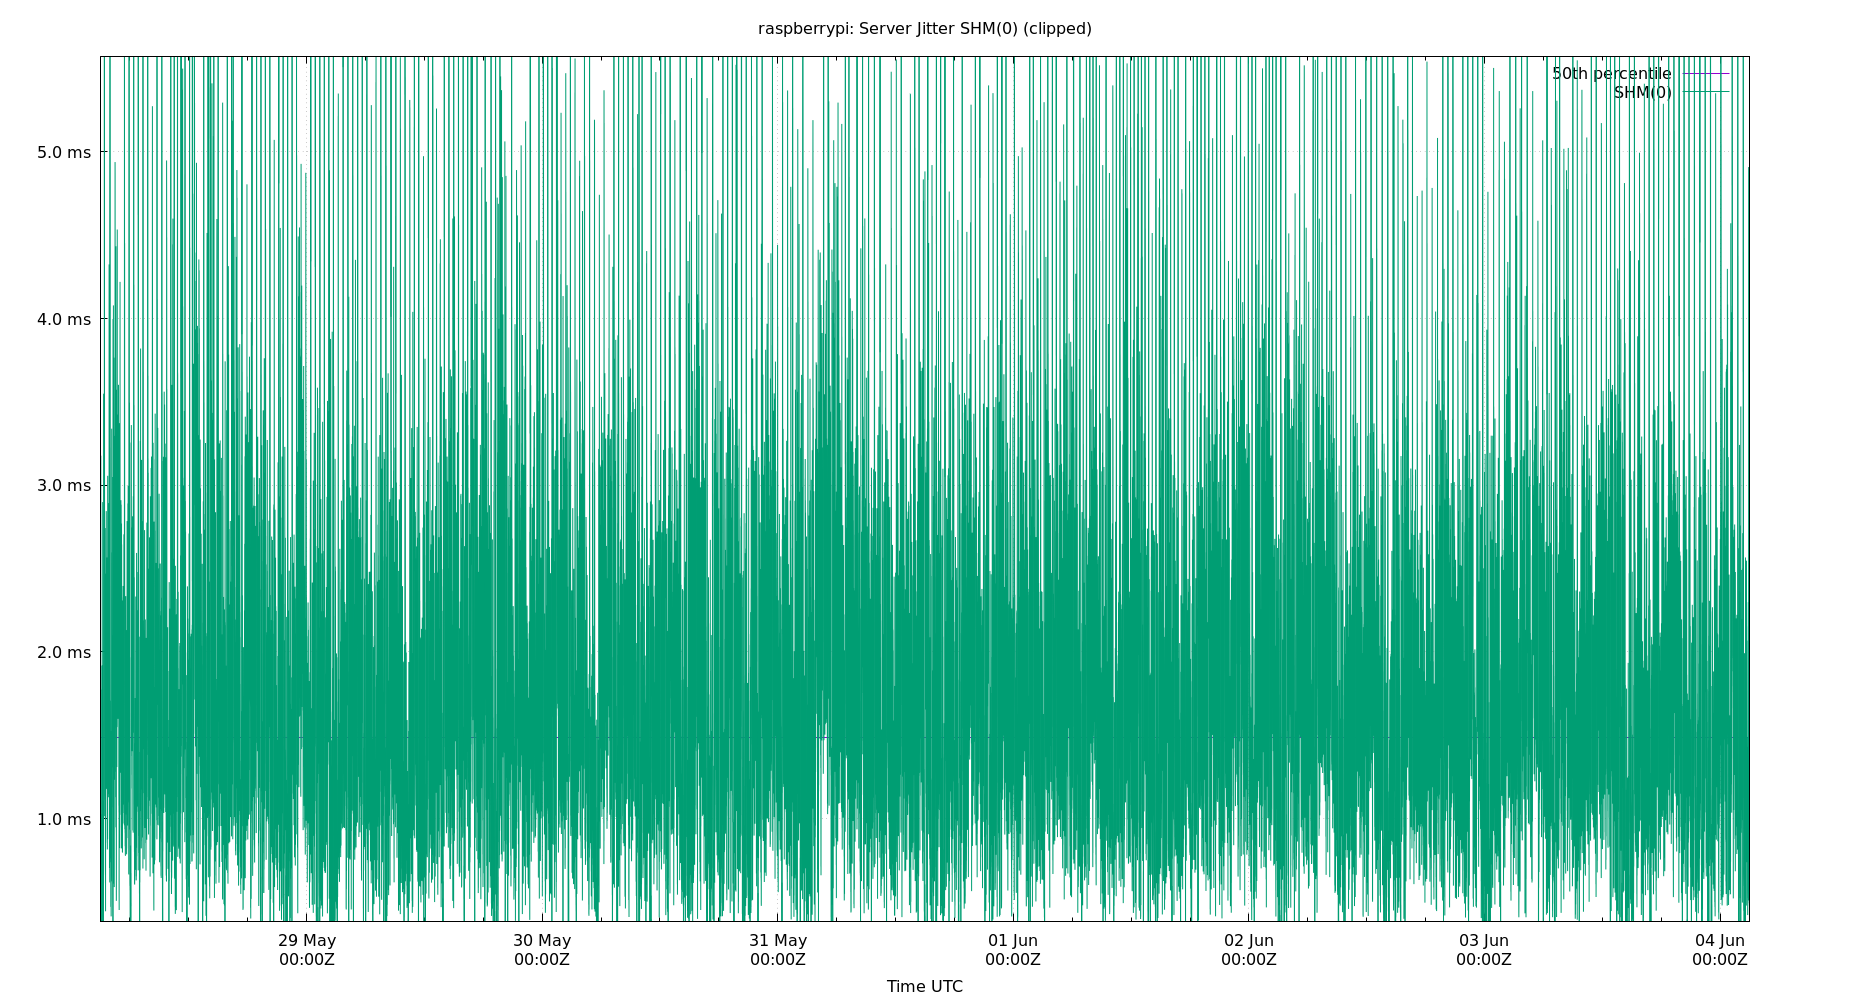 raspberrypi: Server Jitter SHM(0) (clipped)
50th percentile
SHM(0)
5.0 ms
4.0 ms
3.0 ms
2.0 ms
1.0 ms
29 May 30 May 31 May 01 Jun 02 Jun 03 Jun 04 Jun
00:00Z 00:00Z 00:00Z 00:00Z 00:00Z 00:00Z 00:00Z
Time UTC